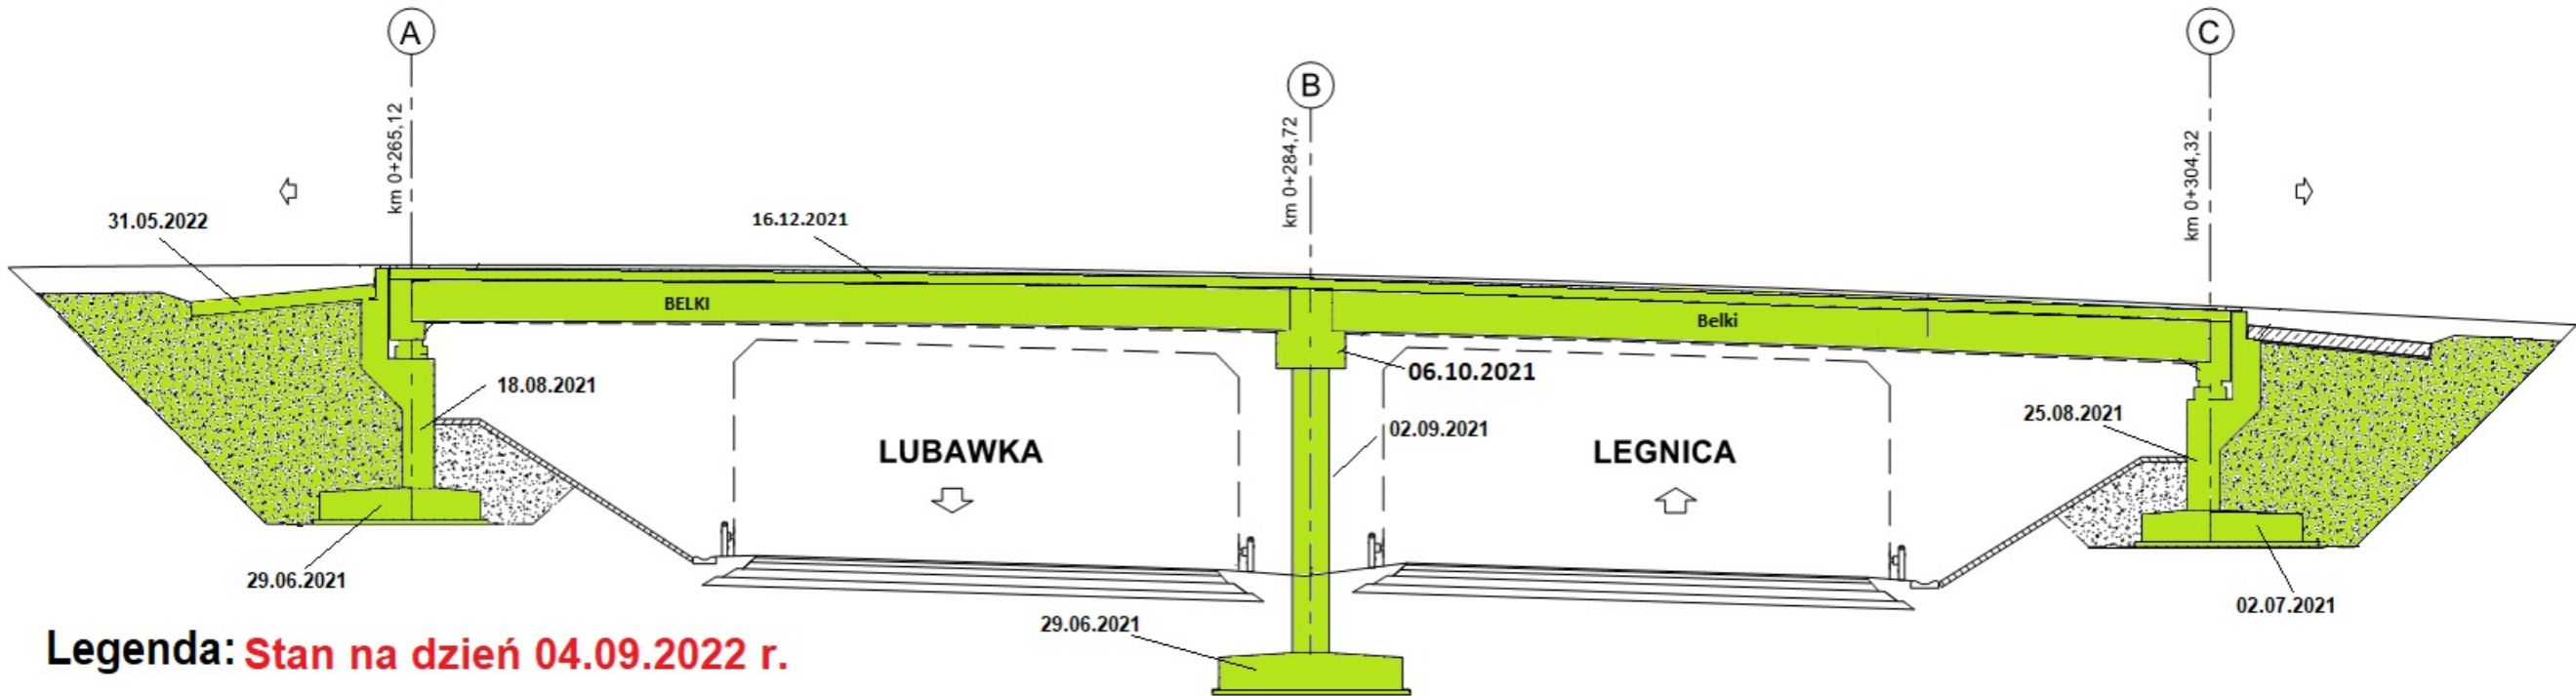 A
B
C
km 0+265,12
km 0+284,72
km 0+304,32
31.05.2022
16.12.2021
BELKI
Belki
18.08.2021
06.10.2021
02.09.2021
25.08.2021
LUBAWKA
LEGNICA
29.06.2021
29.06.2021
02.07.2021
Legenda: Stan na dzień 04.09.2022 r.